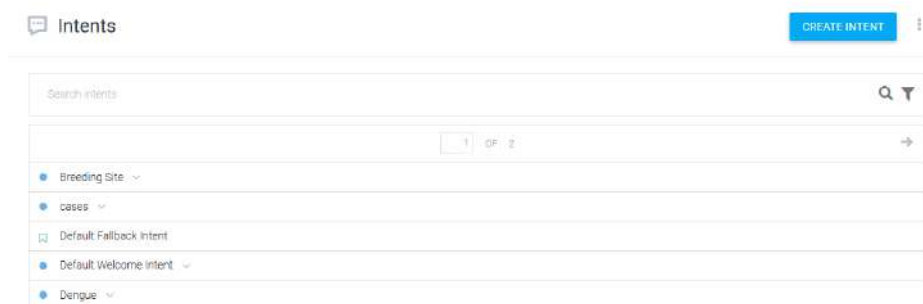 Intents
CREATE INTENT
Search intents
1 OF 2
Breeding Site
cases
Default Fallback Intent
Default Welcome Intent
Dengue